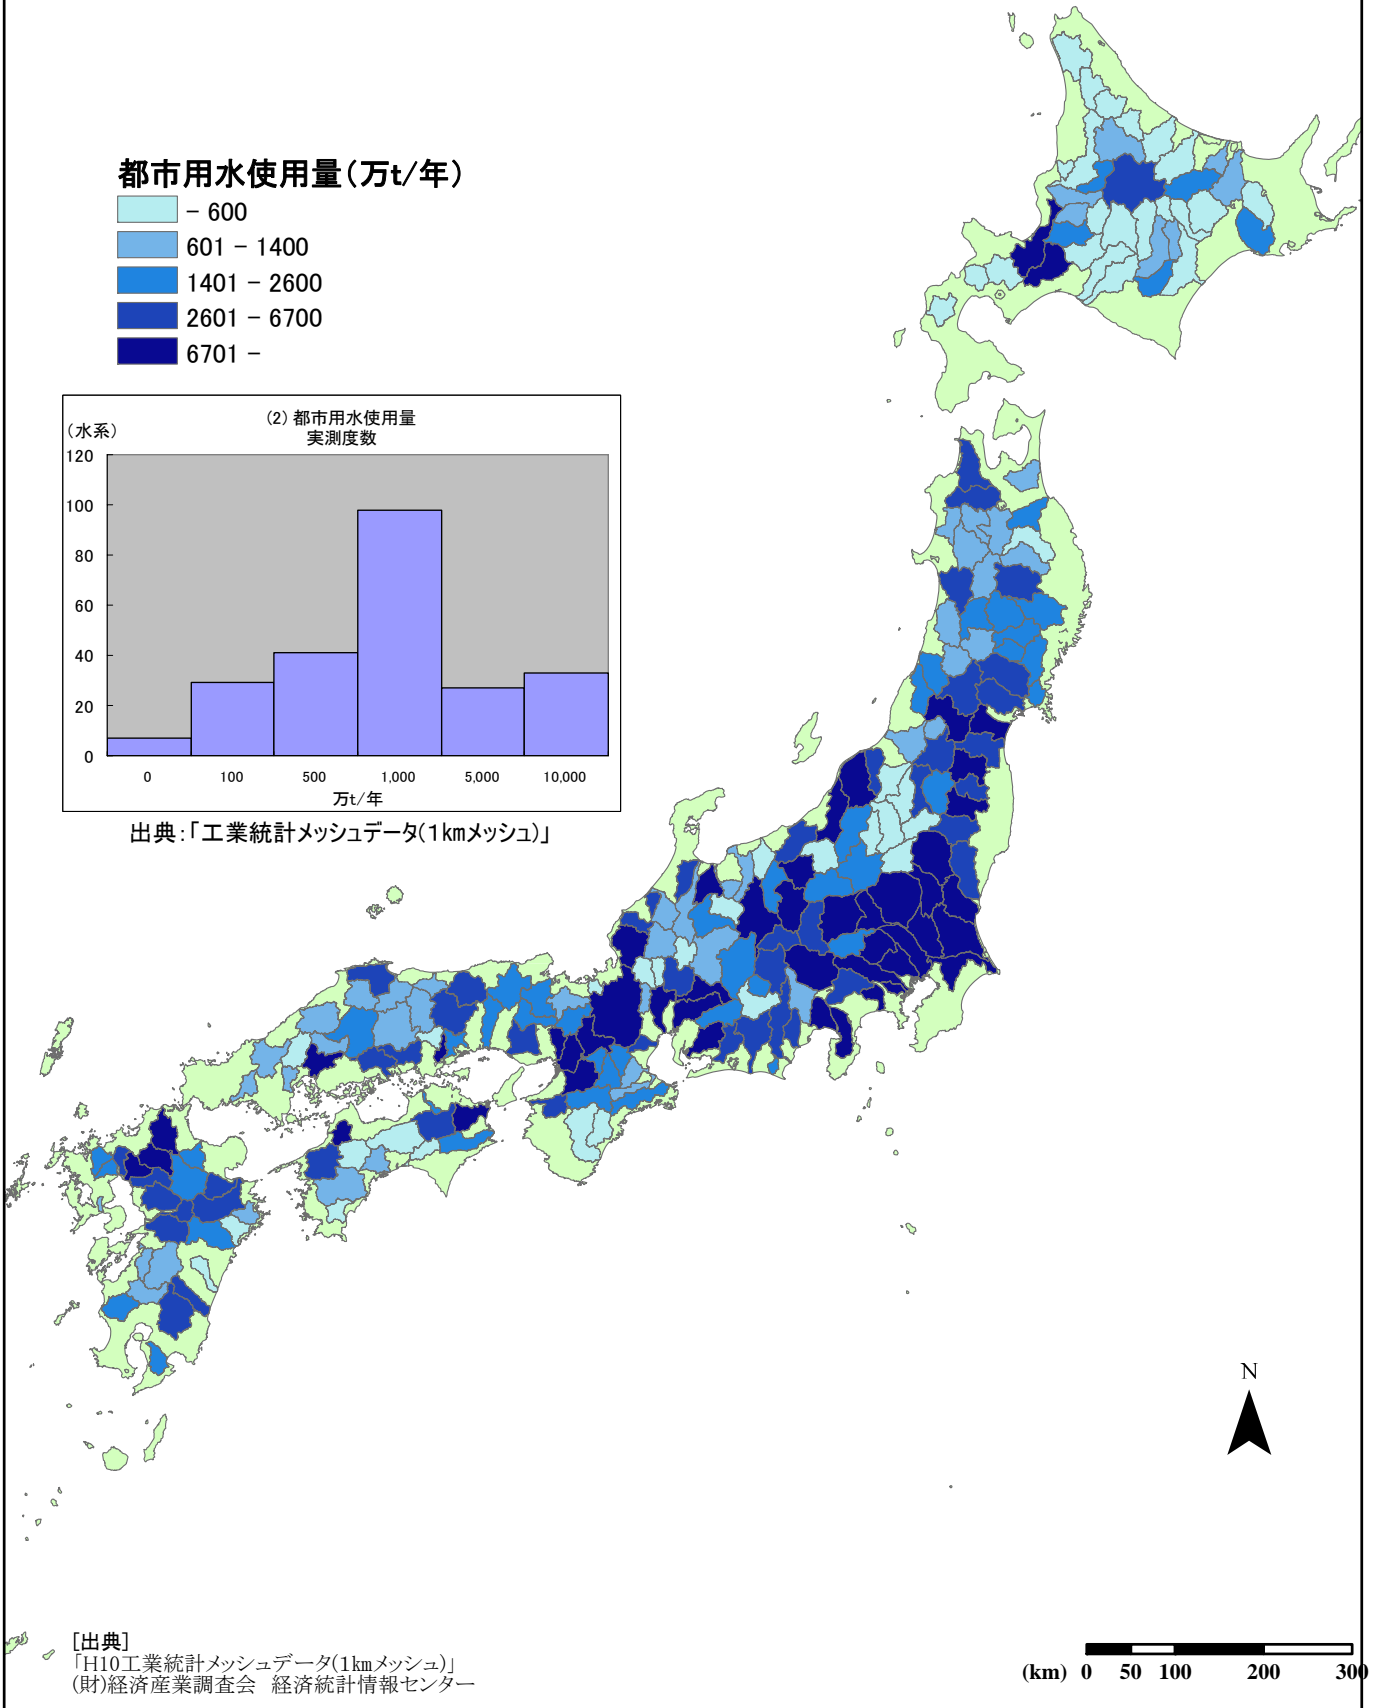 都市用水使用量(万t/年)
- 600
601 - 1400
1401 - 2600
2601 - 6700
6701 -
(2) 都市用水使用量
実測度数
(水系)
120
100
80
60
40
20
0
0 100 500 1,000 5,000 10,000
万t/年
出典:「工業統計メッシュデータ(1kmメッシュ)」
N
[出典]
「H10工業統計メッシュデータ(1kmメッシュ)」
(財)経済産業調査会 経済統計情報センター
(km) 0 50 100 200 300